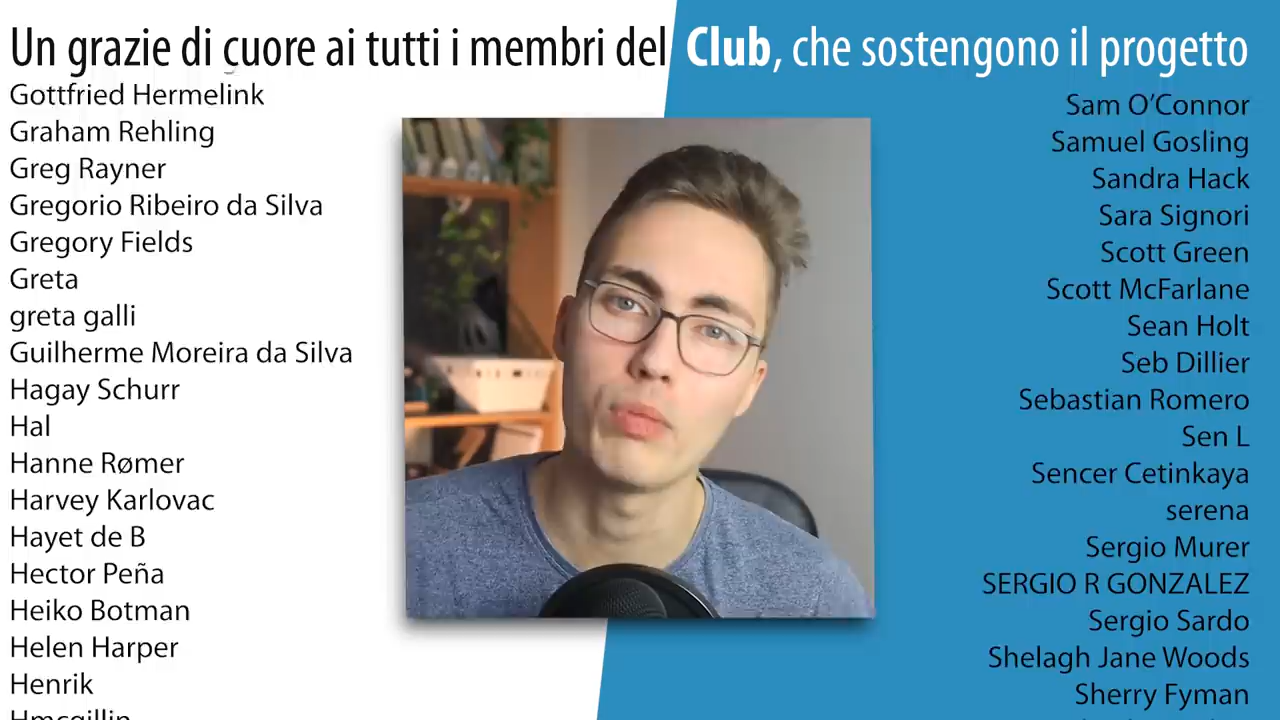 Un grazie di cuore ai tutti i membri del Club, che sostengono il progetto
Gottfried Hermelink
Graham Rehling
Greg Rayner
Gregorio Ribeiro da Silva
Gregory Fields
Greta
greta galli
Guilherme Moreira da Silva
Hagay Schurr
Hal
Hanne Rømer
Harvey Karlovac
Hayet de B
Hector Peña
Heiko Botman
Helen Harper
Henrik
Sam O’Connor
Samuel Gosling
Sandra Hack
Sara Signori
Scott Green
Scott McFarlane
Sean Holt
Seb Dillier
Sebastian Romero
Sen L
Sencer Cetinkaya
serena
Sergio Murer
SERGIO R GONZALEZ
Sergio Sardo
Shelagh Jane Woods
Sherry Fyman